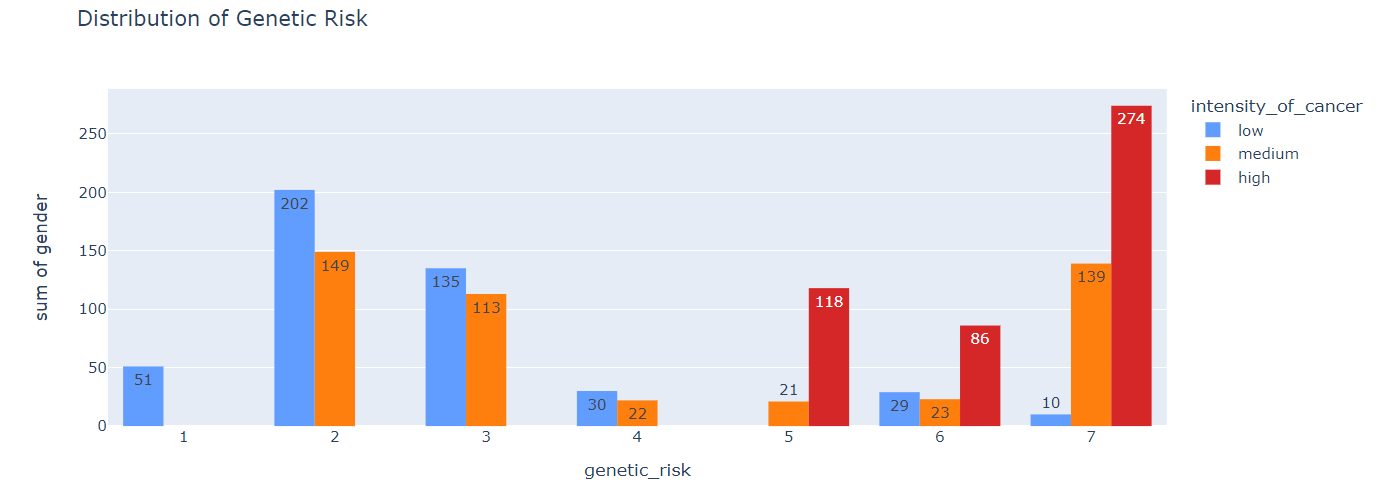 Distribution of Genetic Risk
intensity_of_cancer
low
medium
high
sum of gender
250
200
150
100
50
0
51
202
149
135
113
30
22
21
118
29
23
86
10
139
274
1 2 3 4 5 6 7
genetic_risk